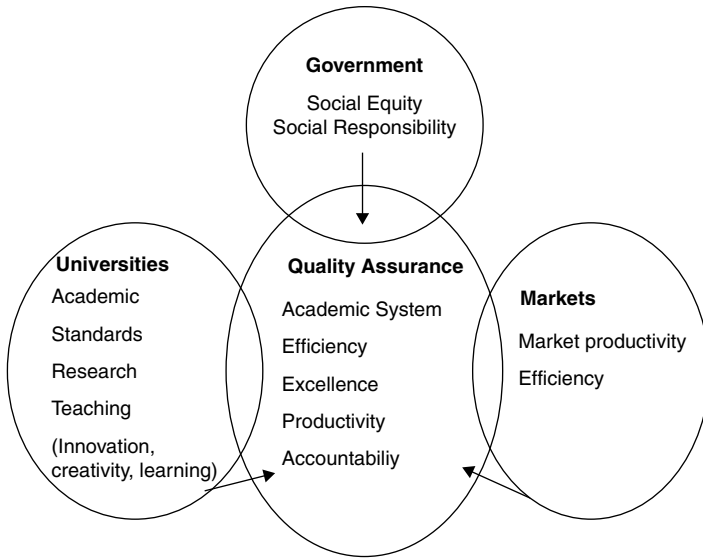 Government
Social Equity
Social Responsibility
Universities
Academic
Standards
Research
Teaching
(Innovation,
creativity, learning)
Quality Assurance
Academic System
Efficiency
Excellence
Productivity
Accountabiliy
Markets
Market productivity
Efficiency